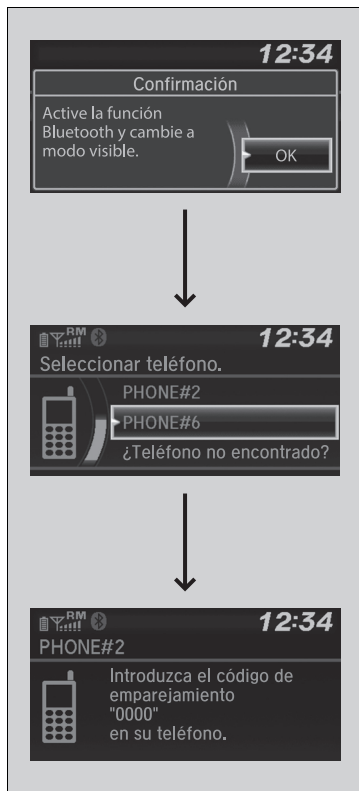 12:34
Confirmación
Active la función
Bluetooth y cambie a
modo visible.
OK
RM
12:34
Seleccionar teléfono.
PHONE#2
PHONE#6
¿Teléfono no encontrado?
RM
12:34
PHONE#2
Introduzca el código de
emparejamiento
"0000"
en su teléfono.